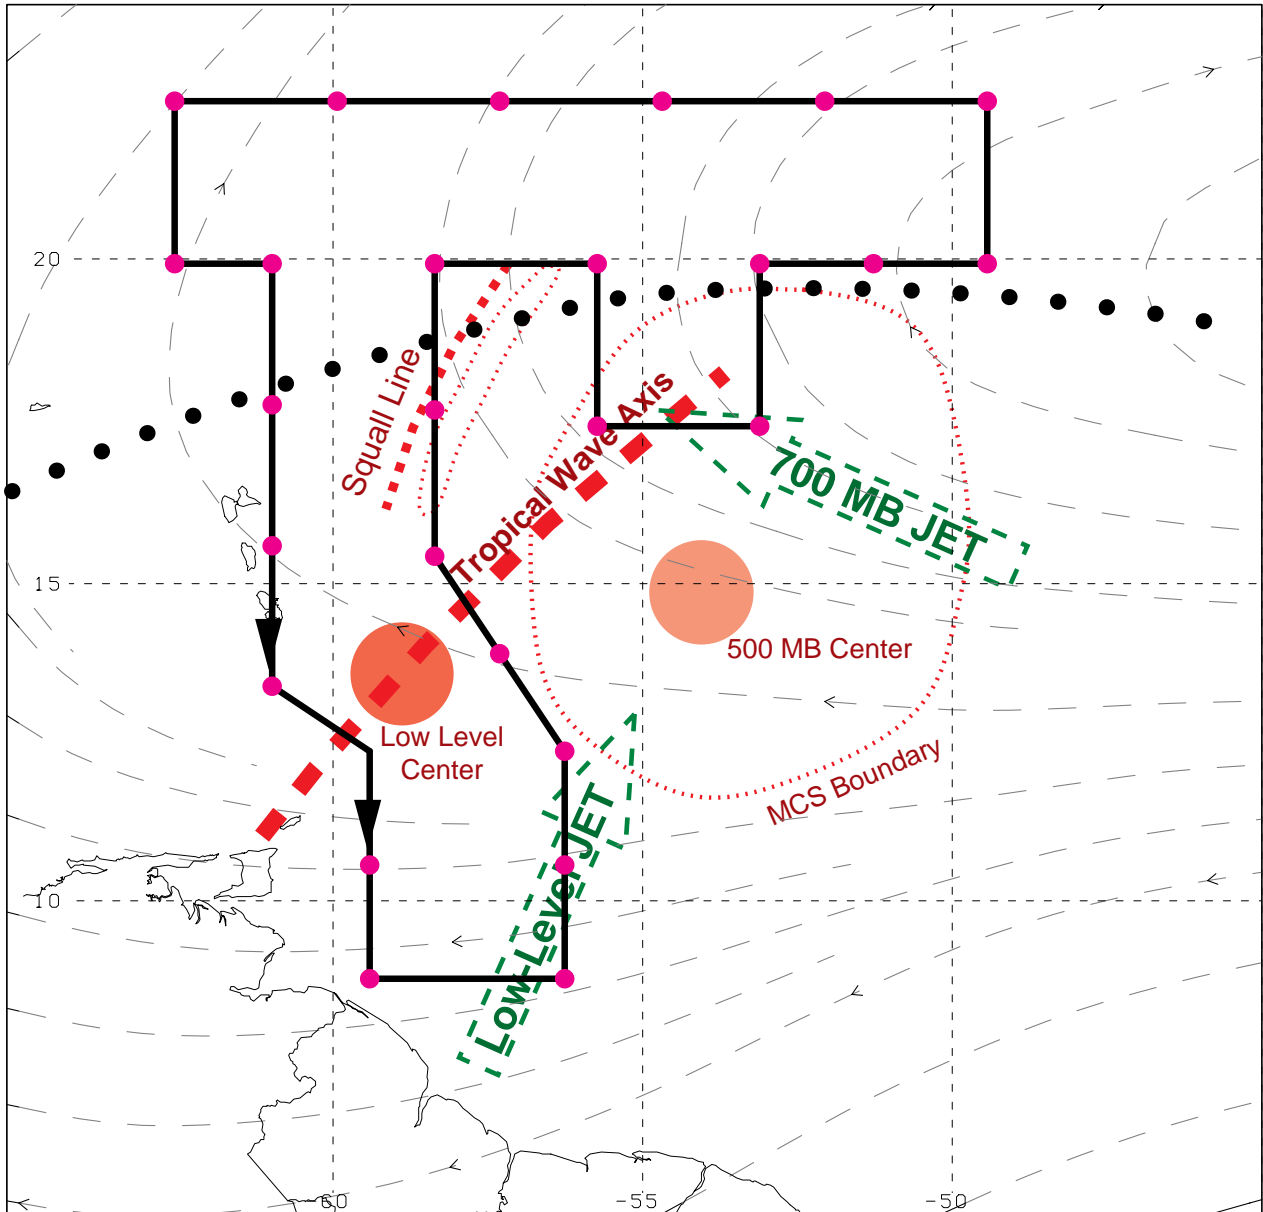 20
Squall Line
Tropical Wave Axis
700 MB JET
15
500 MB Center
Low Level
Center
MCS Boundary
Low-Level JET
10
-60
-55
-50